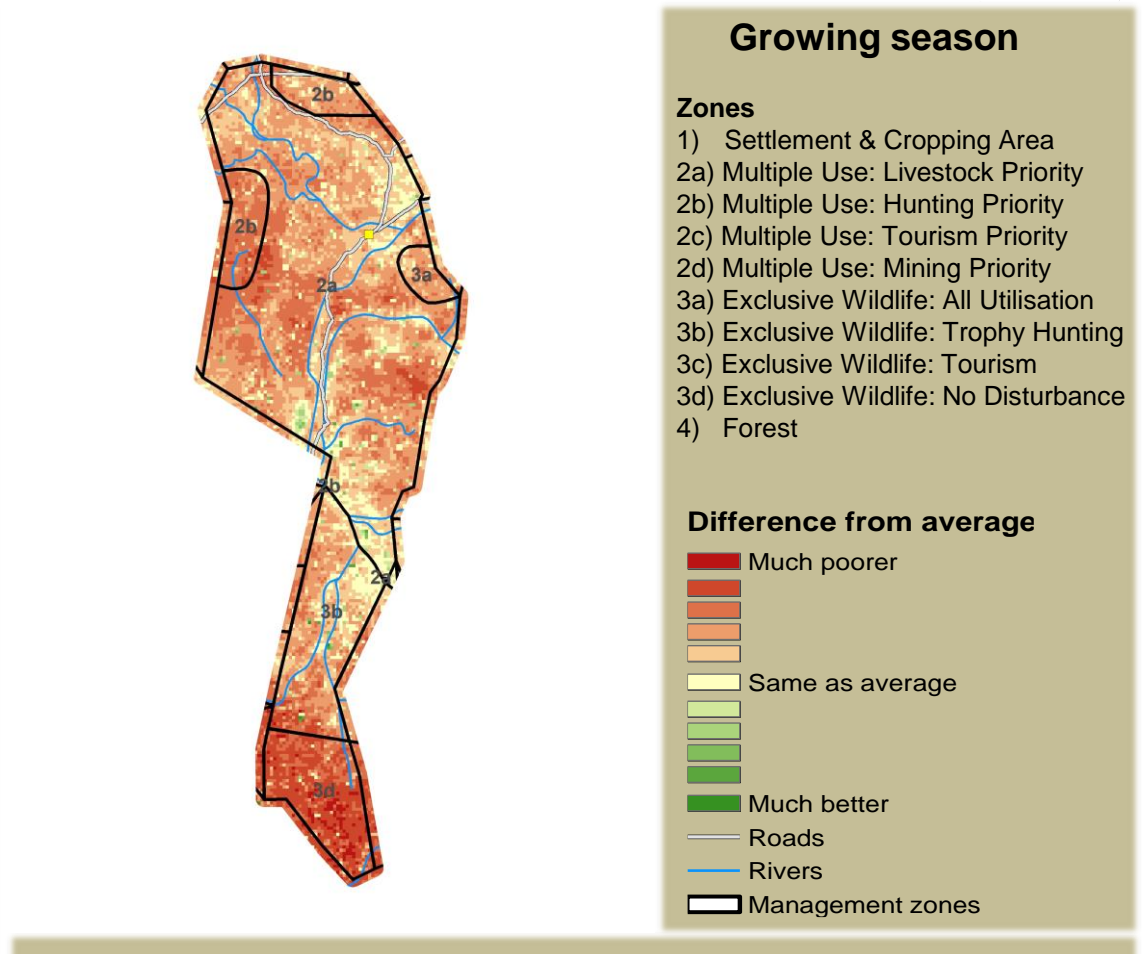 Growing season
Zones
1) Settlement & Cropping Area
2a) Multiple Use: Livestock Priority
2b) Multiple Use: Hunting Priority
2c) Multiple Use: Tourism Priority
2d) Multiple Use: Mining Priority
3a) Exclusive Wildlife: All Utilisation
3b) Exclusive Wildlife: Trophy Hunting
3c) Exclusive Wildlife: Tourism
3d) Exclusive Wildlife: No Disturbance
4) Forest
Difference from average
Much poorer
Same as average
Much better
Roads
Rivers
Management zones
2b
2b
3a
2a
2b
2a
3b
3d